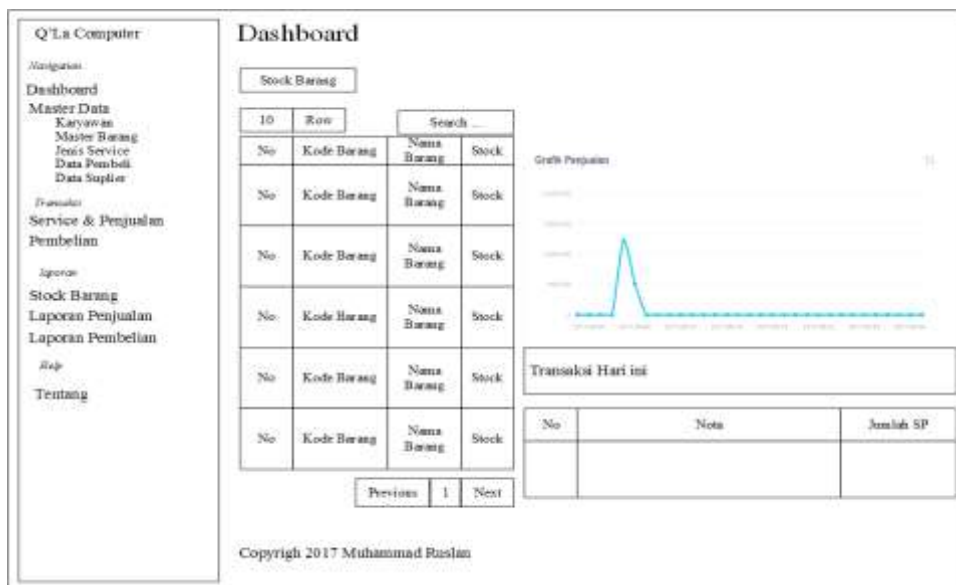 Q'La Computer
Navigation
Dashboard
Master Data
Karyawan
Master Barang
Jenis Service
Data Pembeli
Data Suplier
Transaksi
Service & Penjualan
Pembelian
laporan
Stock Barang
Laporan Penjualan
Laporan Pembelian
Help
Tentang
Dashboard
Stock Barang
10 Row Search ...
No Kode Barang Nama Barang Stock
No Kode Barang Nama Barang Stock
No Kode Barang Nama Barang Stock
No Kode Barang Nama Barang Stock
No Kode Barang Nama Barang Stock
No Kode Barang Nama Barang Stock
Previous 1 Next
Grafik Penjualan
Transaksi Hari ini
No Nota Jumlah SP
Copyrigh 2017 Muhammad Ruslan